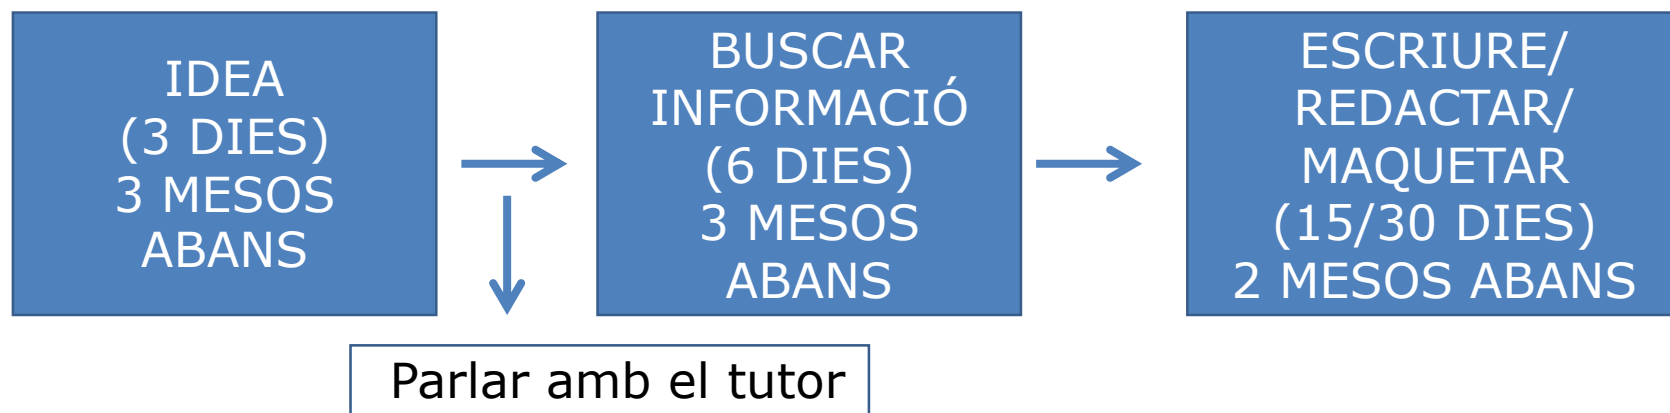 IDEA
(3 DIES)
3 MESOS
ABANS
BUSCAR
INFORMACIÓ
(6 DIES)
3 MESOS
ABANS
ESCRIURE/
REDACTAR/
MAQUETAR
(15/30 DIES)
2 MESOS ABANS
Parlar amb el tutor